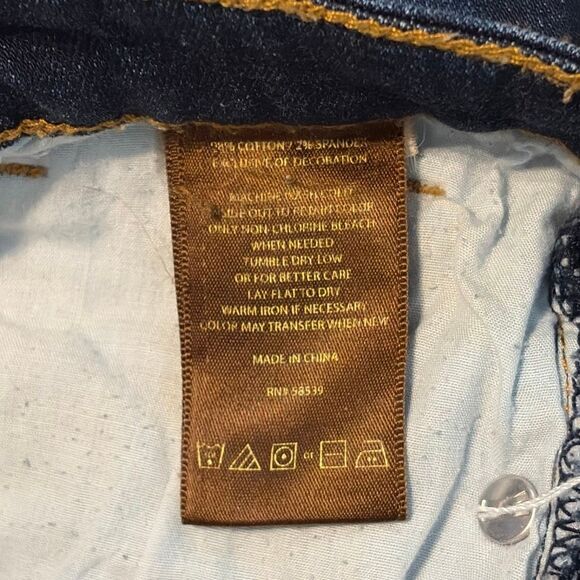 98% COTTON / 2% SPANDEX
EXCLUSIVE OF DECORATION
MACHINE WASH COLD
INSIDE OUT TO RETAIN COLOR
ONLY NON-CHLORINE BLEACH
WHEN NEEDED
TUMBLE DRY LOW
OR FOR BETTER CARE
LAY FLAT TO DRY
WARM IRON IF NECESSARY
COLOR MAY TRANSFER WHEN NEW
MADE IN CHINA
RN# 58539
or